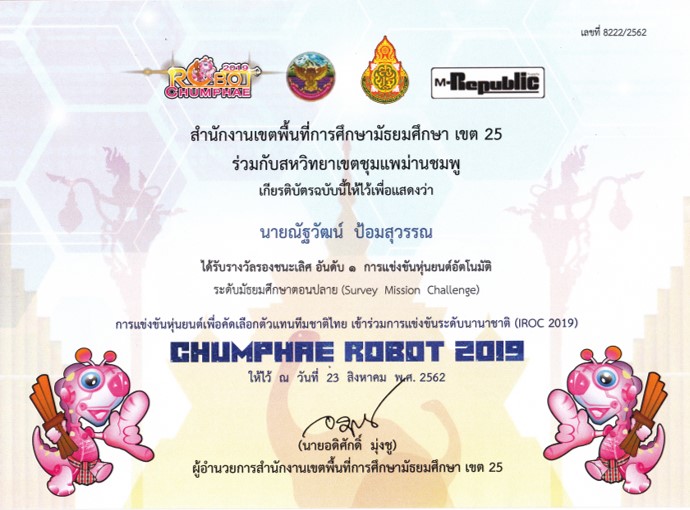 เลขที่ 8222/2562
2019
ROBOT
CHUMPHAE
M-Republic
สำนักงานเขตพื้นที่การศึกษามัธยมศึกษา เขต 25
ร่วมกับสหวิทยาเขตชุมแพม่านชมพู
เกียรติบัตรฉบับนี้ให้ไว้เพื่อแสดงว่า
นายณัฐวัฒน์ ป้อมสุวรรณ
ได้รับรางวัลรองชนะเลิศ อันดับ ๑ การแข่งขันหุ่นยนต์อัตโนมัติ
ระดับมัธยมศึกษาตอนปลาย (Survey Mission Challenge)
การแข่งขันหุ่นยนต์เพื่อคัดเลือกตัวแทนทีมชาติไทย เข้าร่วมการแข่งขันระดับนานาชาติ (IROC 2019)
CHUMPHAE ROBOT 2019
ให้ไว้ ณ วันที่ 23 สิงหาคม พ.ศ. 2562
(นายอดิศักดิ์ มุ่งชู)
ผู้อำนวยการสำนักงานเขตพื้นที่การศึกษามัธยมศึกษา เขต 25